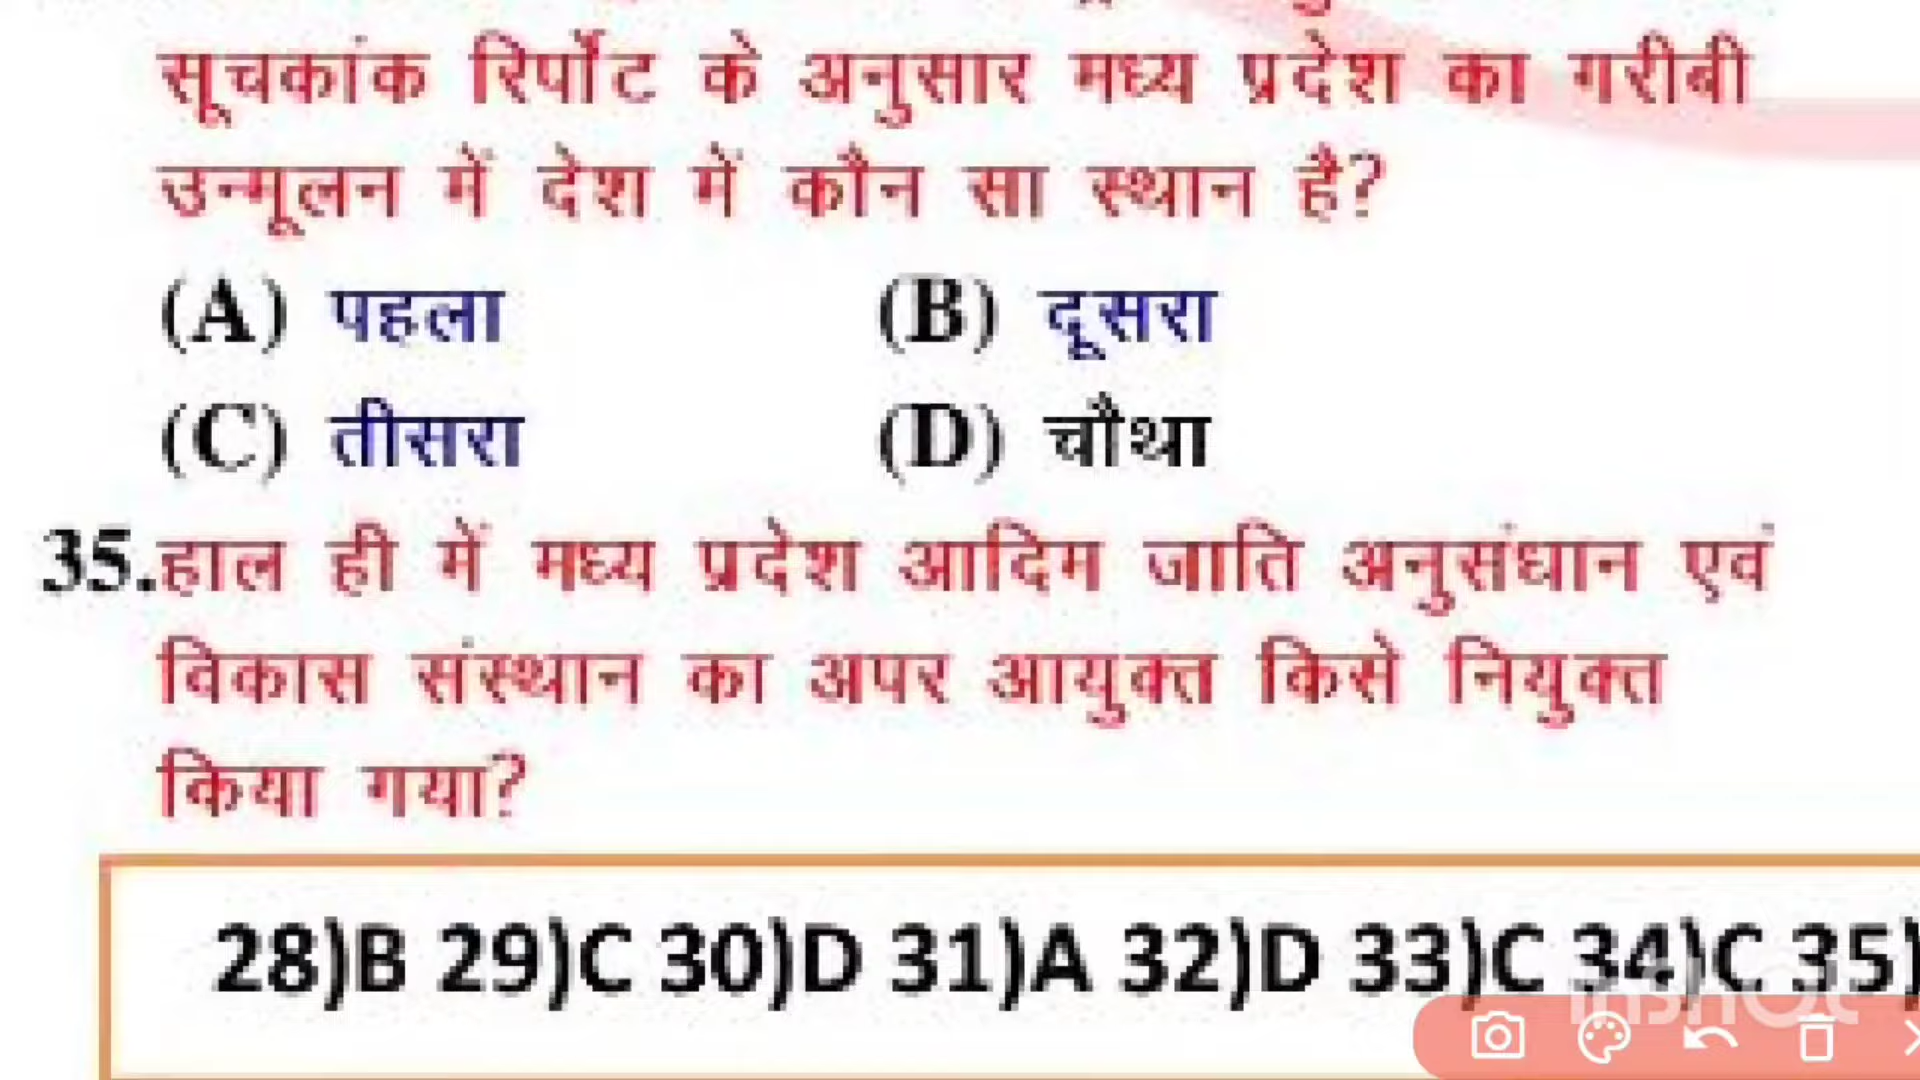 सूचकांक रिर्पोट के अनुसार मध्य प्रदेश का गरीबी
उन्मूलन में देश में कौन सा स्थान है?
(A) पहला (B) दूसरा
(C) तीसरा (D) चौथा
35.हाल ही में मध्य प्रदेश आदिम जाति अनुसंधान एवं
विकास संस्थान का अपर आयुक्त किसे नियुक्त
किया गया?
28)B 29)C 30)D 31)A 32)D 33)C 34)C 35)